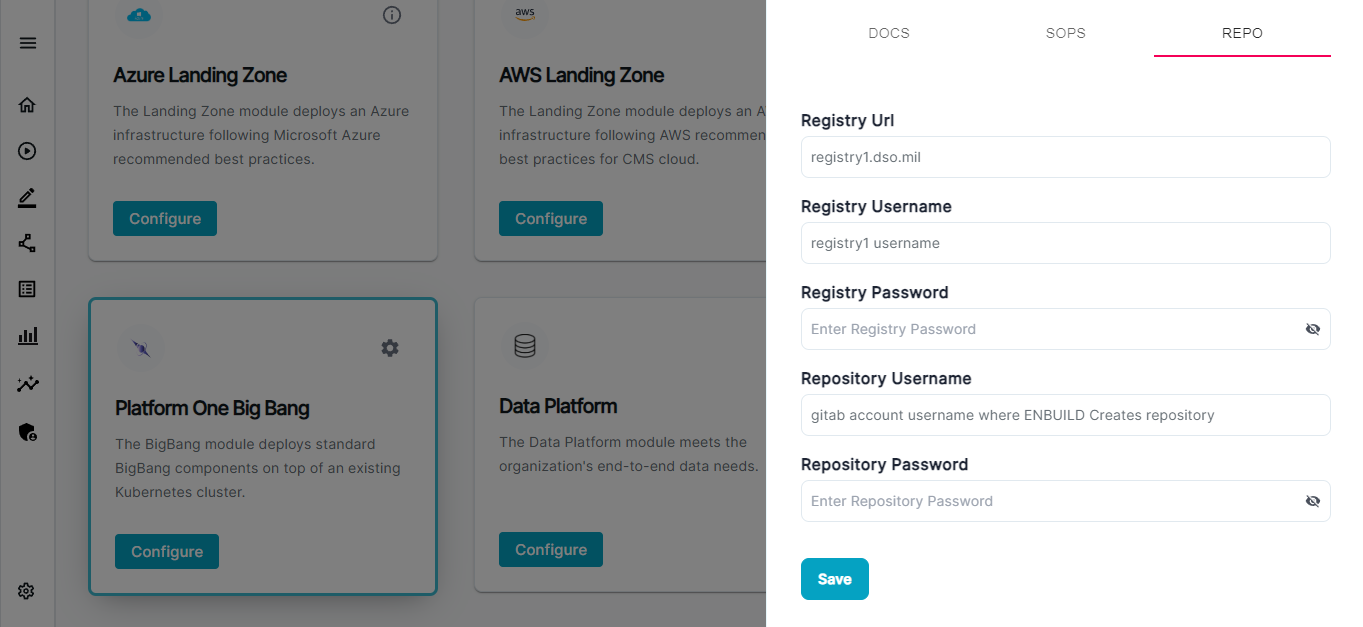 aws
Azure Landing Zone
The Landing Zone module deploys an Azure
infrastructure following Microsoft Azure
recommended best practices.
Configure
AWS Landing Zone
The Landing Zone module deploys an A
infrastructure following AWS recommen
best practices for CMS cloud.
Configure
Platform One Big Bang
The BigBang module deploys standard
BigBang components on top of an existing
Kubernetes cluster.
Configure
Data Platform
The Data Platform module meets the
organization's end-to-end data needs.
Configure
DOCS
SOPS
REPO
Registry Url
registry1.dso.mil
Registry Username
registry1 username
Registry Password
Enter Registry Password
Repository Username
gitab account username where ENBUILD Creates repository
Repository Password
Enter Repository Password
Save